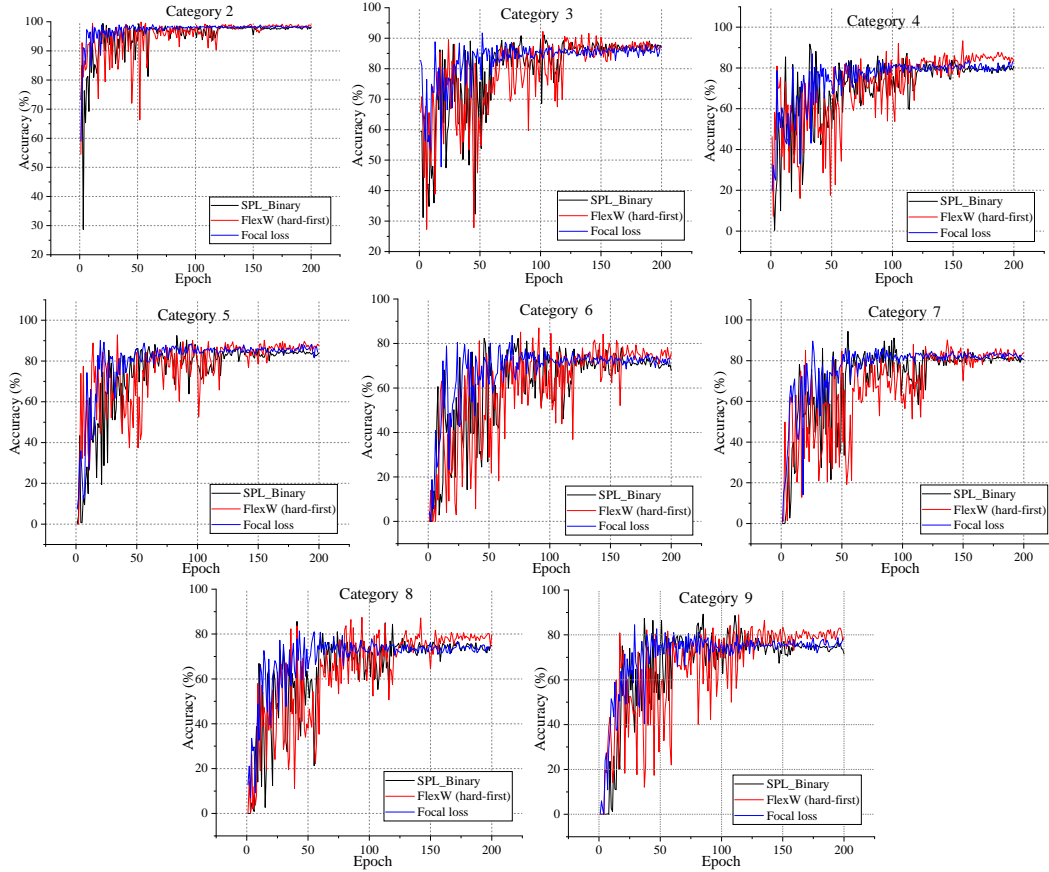 Category 2
Accuracy (%)
100
90
80
70
60
50
40
30
20
0
50
100
150
200
Epoch
SPL_Binary
FlexW (hard-first)
Focal loss
Category 3
Accuracy (%)
100
90
80
70
60
50
40
30
20
0
50
100
150
200
Epoch
SPL_Binary
FlexW (hard-first)
Focal loss
Category 4
Accuracy (%)
100
80
60
40
20
0
0
50
100
150
200
Epoch
SPL_Binary
FlexW (hard-first)
Focal loss
Category 5
Accuracy (%)
100
80
60
40
20
0
0
50
100
150
200
Epoch
SPL_Binary
FlexW (hard-first)
Focal loss
Category 6
Accuracy (%)
100
80
60
40
20
0
0
50
100
150
200
Epoch
SPL_Binary
FlexW (hard-first)
Focal loss
Category 7
Accuracy (%)
100
80
60
40
20
0
0
50
100
150
200
Epoch
SPL_Binary
FlexW (hard-first)
Focal loss
Category 8
Accuracy (%)
100
80
60
40
20
0
0
50
100
150
200
Epoch
SPL_Binary
FlexW (hard-first)
Focal loss
Category 9
Accuracy (%)
100
80
60
40
20
0
0
50
100
150
200
Epoch
SPL_Binary
FlexW (hard-first)
Focal loss